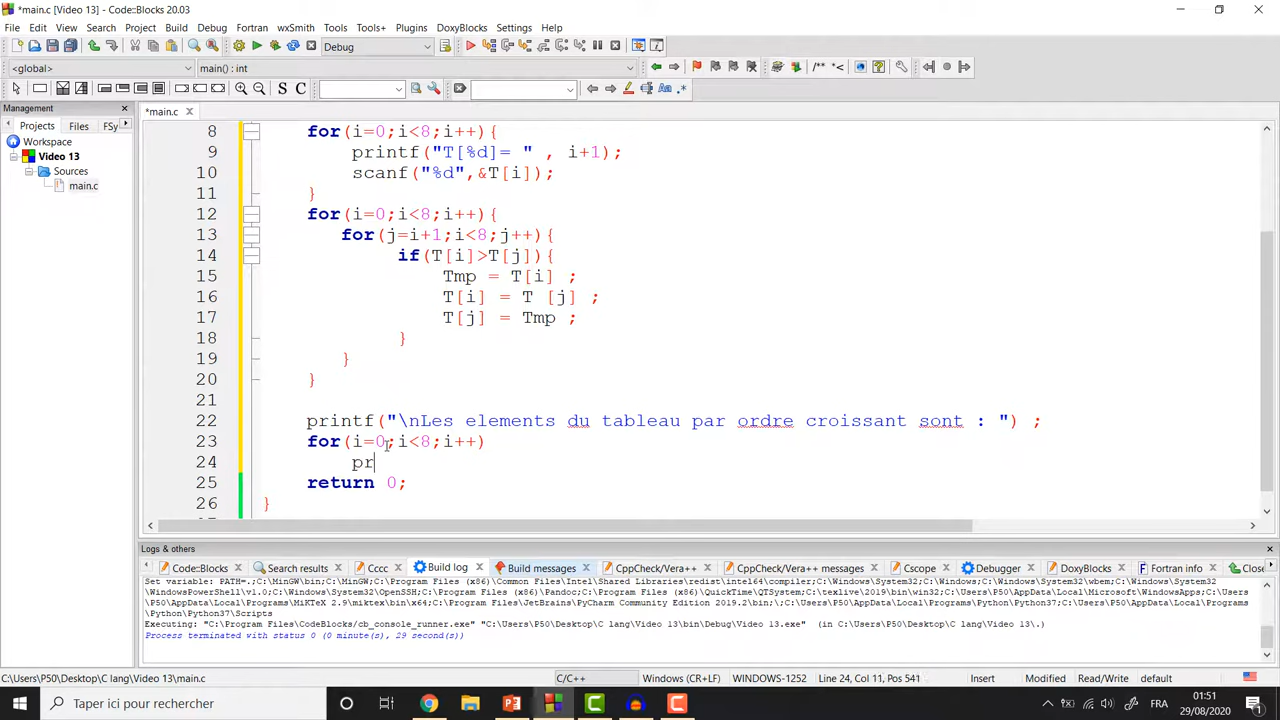 *main.c [Video 13] - Code::Blocks 20.03
File Edit View Search Project Build Debug Fortran wxSmith Tools Tools+ Plugins DoxyBlocks Settings Help
Debug
<global> main() : int
S C
Management
Projects Files FSy
Workspace
Video 13
Sources
main.c
*main.c
8 for(i=0;i<8;i++){
9 printf("T[%d]= " , i+1);
10 scanf("%d",&T[i]);
11 }
12 for(i=0;i<8;i++){
13 for(j=i+1;i<8;j++){
14 if(T[i]>T[j]){
15 Tmp = T[i] ;
16 T[i] = T [j] ;
17 T[j] = Tmp ;
18 }
19 }
20 }
21
22 printf("\nLes elements du tableau par ordre croissant sont : ") ;
23 for(i=0;i<8;i++)
24 pr
25 return 0;
26 }
Logs & others
Code::Blocks Search results Cccc Build log Build messages CppCheck/Vera++ CppCheck/Vera++ messages Cscope Debugger DoxyBlocks Fortran info Close
Set variable: PATH=.;C:\MinGW\bin;C:\MinGW;C:\Program Files (x86)\Common Files\Intel\Shared Libraries\redist\intel64\compiler;C:\Windows\System32;C:\Windows;C:\Windows\System32\wbem;C:\Windows\System32
\WindowsPowerShell\v1.0;C:\Windows\System32\OpenSSH;C:\Program Files\Pandoc;C:\Program Files (x86)\QuickTime\QTSystem;C:\texlive\2019\bin\win32;C:\Users\P50\AppData\Local\Microsoft\WindowsApps;C:\Users
\P50\AppData\Local\Programs\MiKTeX 2.9\miktex\bin\x64;C:\Program Files\JetBrains\PyCharm Community Edition 2019.2\bin;;C:\Users\P50\AppData\Local\Programs\Python\Python37;C:\Users\P50\AppData\Local\Programs
\Python\Python37\Scripts
Executing: "C:\Program Files\CodeBlocks/cb_console_runner.exe" "C:\Users\P50\Desktop\C lang\Video 13\bin\Debug\Video 13.exe" (in C:\Users\P50\Desktop\C lang\Video 13\.)
Process terminated with status 0 (0 minute(s), 29 second(s))
C:\Users\P50\Desktop\C lang\Video 13\main.c C/C++ Windows (CR+LF) WINDOWS-1252 Line 24, Col 11, Pos 541 Insert Modified Read/Write default
Taper ici pour rechercher
FRA
01:51
29/08/2020